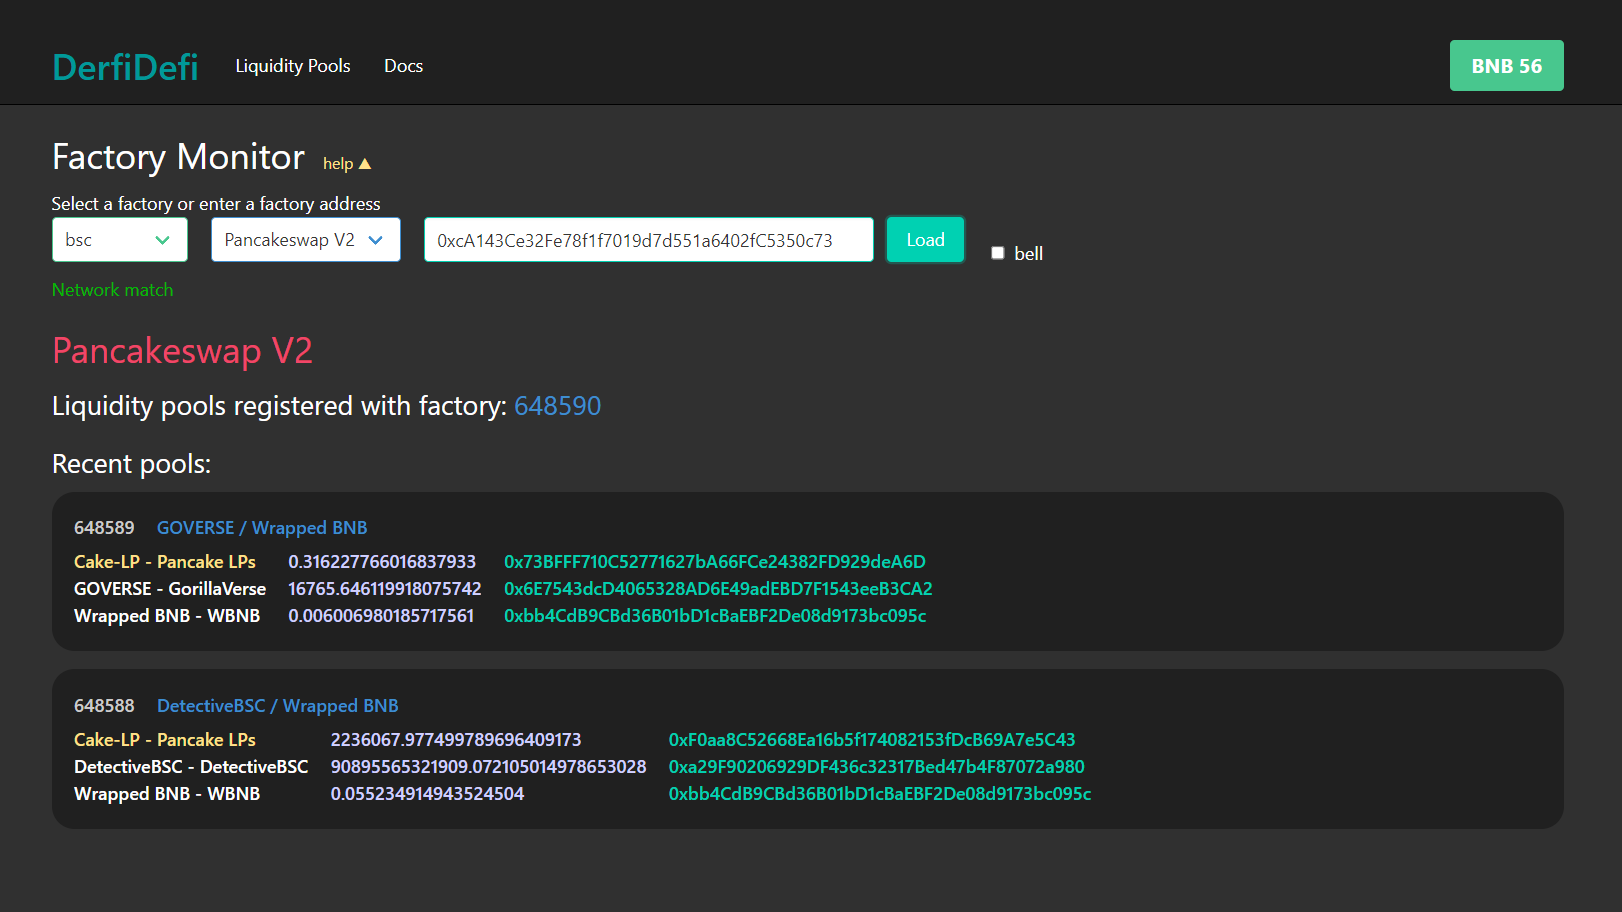 DerfiDefi Liquidity Pools Docs BNB 56
Factory Monitor help
Select a factory or enter a factory address
bsc Pancakeswap V2 0xcA143Ce32Fe78f1f7019d7d551a6402fC5350c73 Load bell
Network match
Pancakeswap V2
Liquidity pools registered with factory: 648590
Recent pools:
648589 GOVERSE / Wrapped BNB
Cake-LP - Pancake LPs 0.316227766016837933 0x73BFFF710C52771627bA66FCe24382FD929deA6D
GOVERSE - GorillaVerse 16765.646119918075742 0x6E7543dcD4065328AD6E49adEBD7F1543eeB3CA2
Wrapped BNB - WBNB 0.006006980185717561 0xbb4CdB9CBd36B01bD1cBaEBF2De08d9173bc095c
648588 DetectiveBSC / Wrapped BNB
Cake-LP - Pancake LPs 2236067.977499789696409173 0xF0aa8C52668Ea16b5f174082153fDcB69A7e5C43
DetectiveBSC - DetectiveBSC 90895565321909.072105014978653028 0xa29F90206929DF436c32317Bed47b4F87072a980
Wrapped BNB - WBNB 0.055234914943524504 0xbb4CdB9CBd36B01bD1cBaEBF2De08d9173bc095c